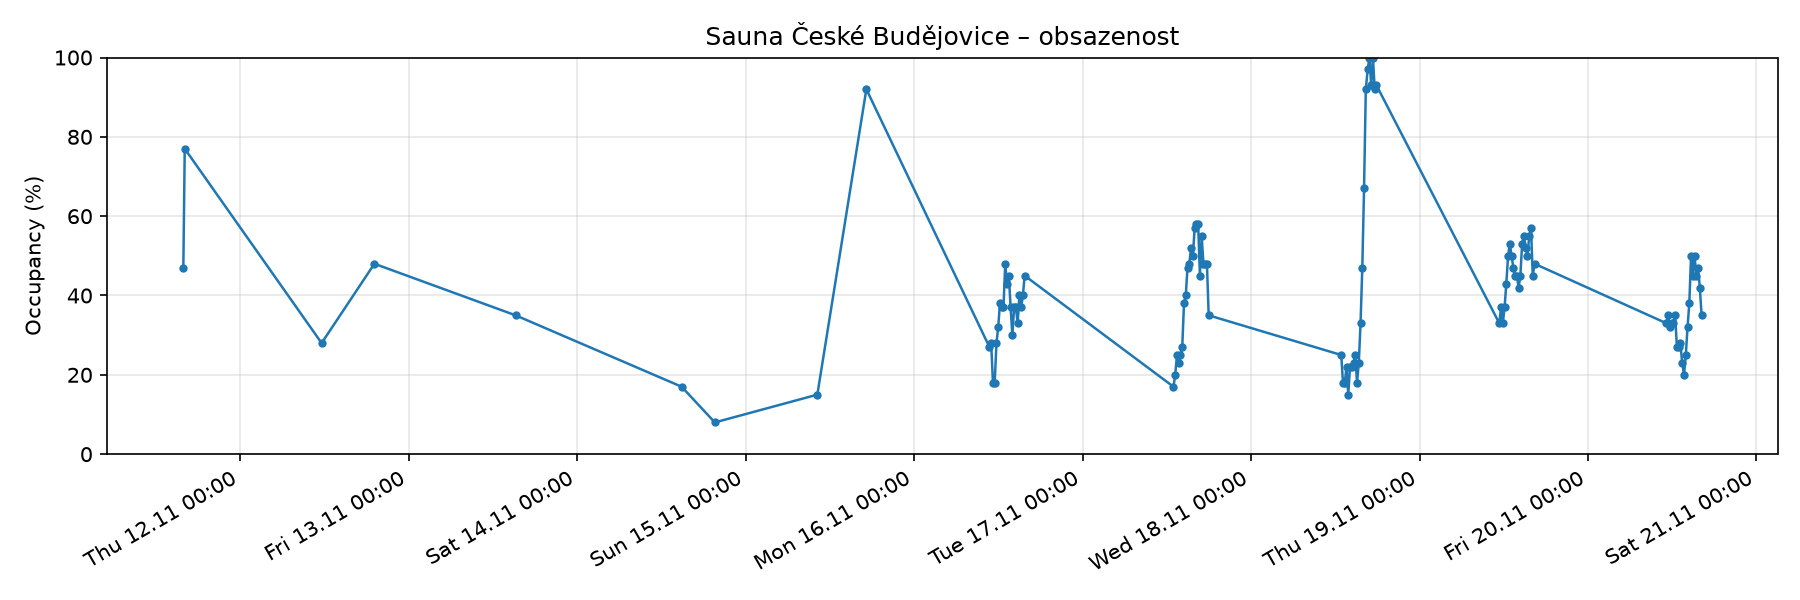 Sauna České Budějovice – obsazenost
Occupancy (%)
100
80
60
40
20
0
Thu 12.11 00:00
Fri 13.11 00:00
Sat 14.11 00:00
Sun 15.11 00:00
Mon 16.11 00:00
Tue 17.11 00:00
Wed 18.11 00:00
Thu 19.11 00:00
Fri 20.11 00:00
Sat 21.11 00:00